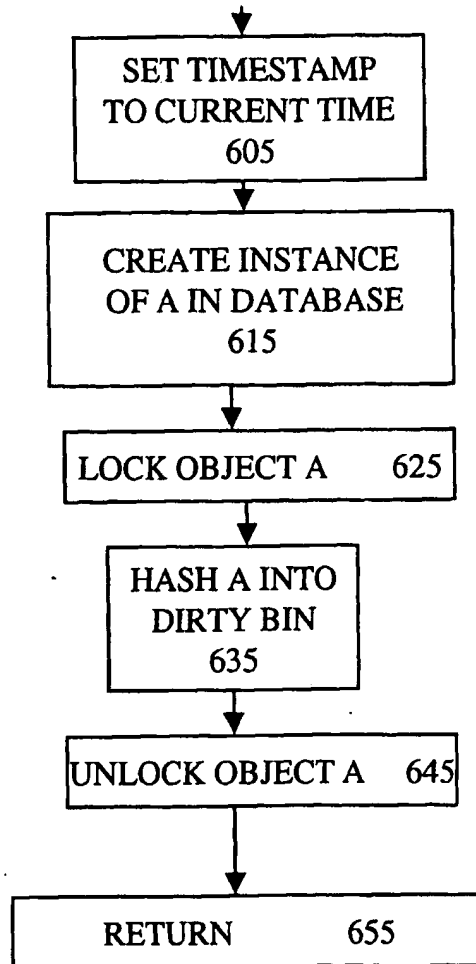 SET TIMESTAMP
TO CURRENT TIME
605
CREATE INSTANCE
OF A IN DATABASE
615
LOCK OBJECT A 625
HASH A INTO
DIRTY BIN
635
UNLOCK OBJECT A 645
RETURN 655